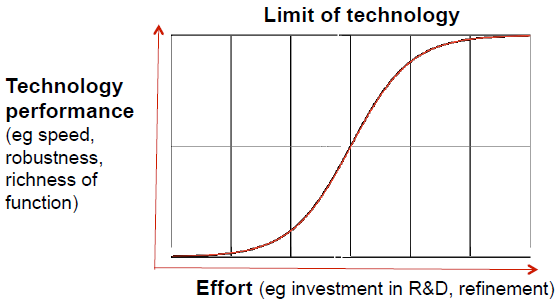 Limit of technology
Technology
performance
(eg speed,
robustness,
richness of
function)
Effort (eg investment in R&D, refinement)